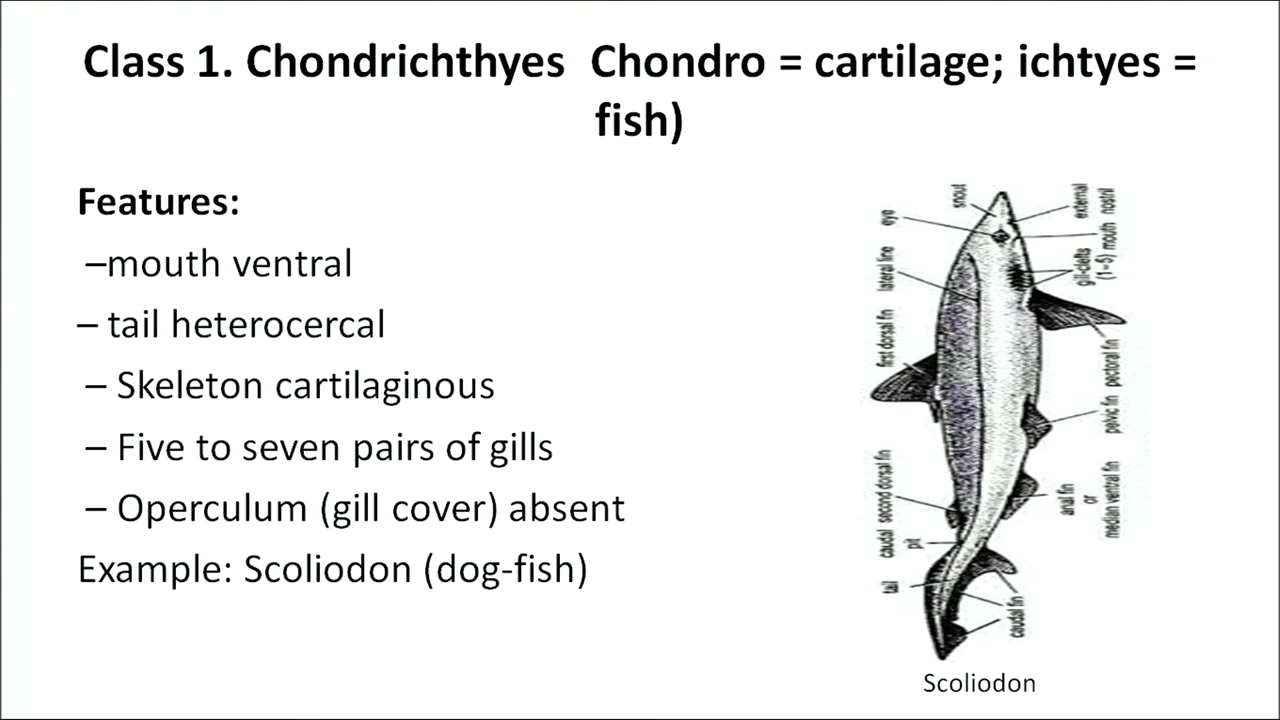 Class 1. Chondrichthyes Chondro = cartilage; ichtyes =
fish)
Features:
–mouth ventral
– tail heterocercal
– Skeleton cartilaginous
– Five to seven pairs of gills
– Operculum (gill cover) absent
Example: Scoliodon (dog-fish)
snout
eye
lateral line
first dorsal fin
second dorsal fin
caudal
pit
tail
external
nostril
mouth
gill-clefts
(1–5)
pectoral fin
pelvic fin
anal fin
or
median ventral fin
caudal fin
Scoliodon